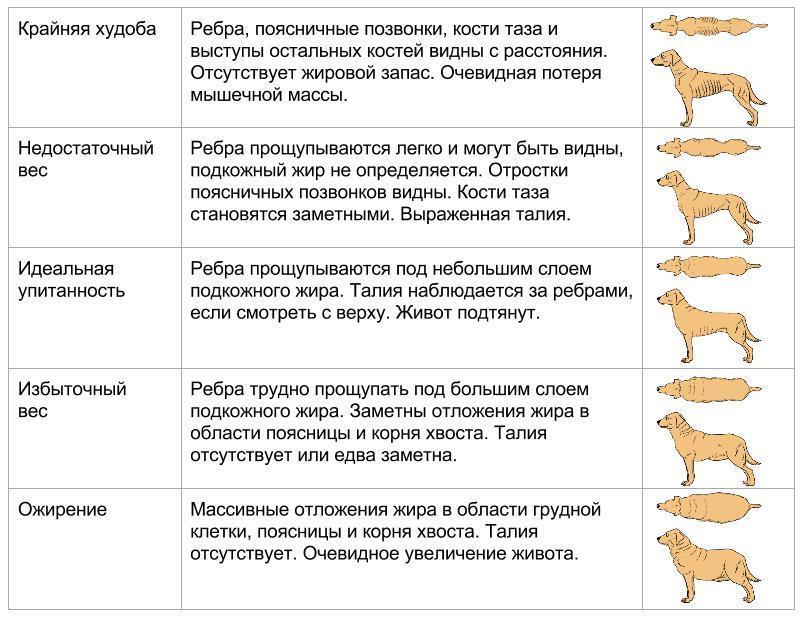 Крайняя худоба
Ребра, поясничные позвонки, кости таза и
выступы остальных костей видны с расстояния.
Отсутствует жировой запас. Очевидная потеря
мышечной массы.
Недостаточный
вес
Ребра прощупываются легко и могут быть видны,
подкожный жир не определяется. Отростки
поясничных позвонков видны. Кости таза
становятся заметными. Выраженная талия.
Идеальная
упитанность
Ребра прощупываются под небольшим слоем
подкожного жира. Талия наблюдается за ребрами,
если смотреть с верху. Живот подтянут.
Избыточный
вес
Ребра трудно прощупать под большим слоем
подкожного жира. Заметны отложения жира в
области поясницы и корня хвоста. Талия
отсутствует или едва заметна.
Ожирение
Массивные отложения жира в области грудной
клетки, поясницы и корня хвоста. Талия
отсутствует. Очевидное увеличение живота.